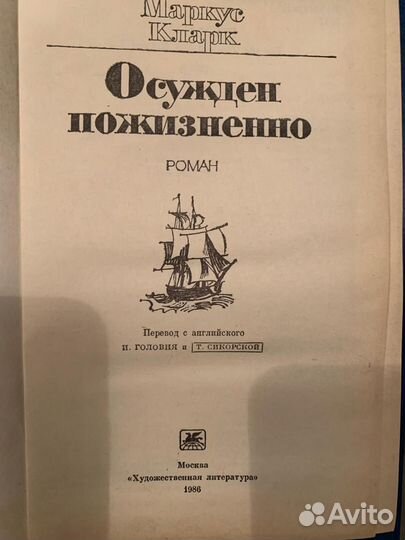 Маркус
Кларк
Осужден
пожизненно
РОМАН
Перевод с английского
И. ГОЛОВНЯ и Т. СИКОРСКОЙ
Москва
«Художественная литература»
1986
Avito